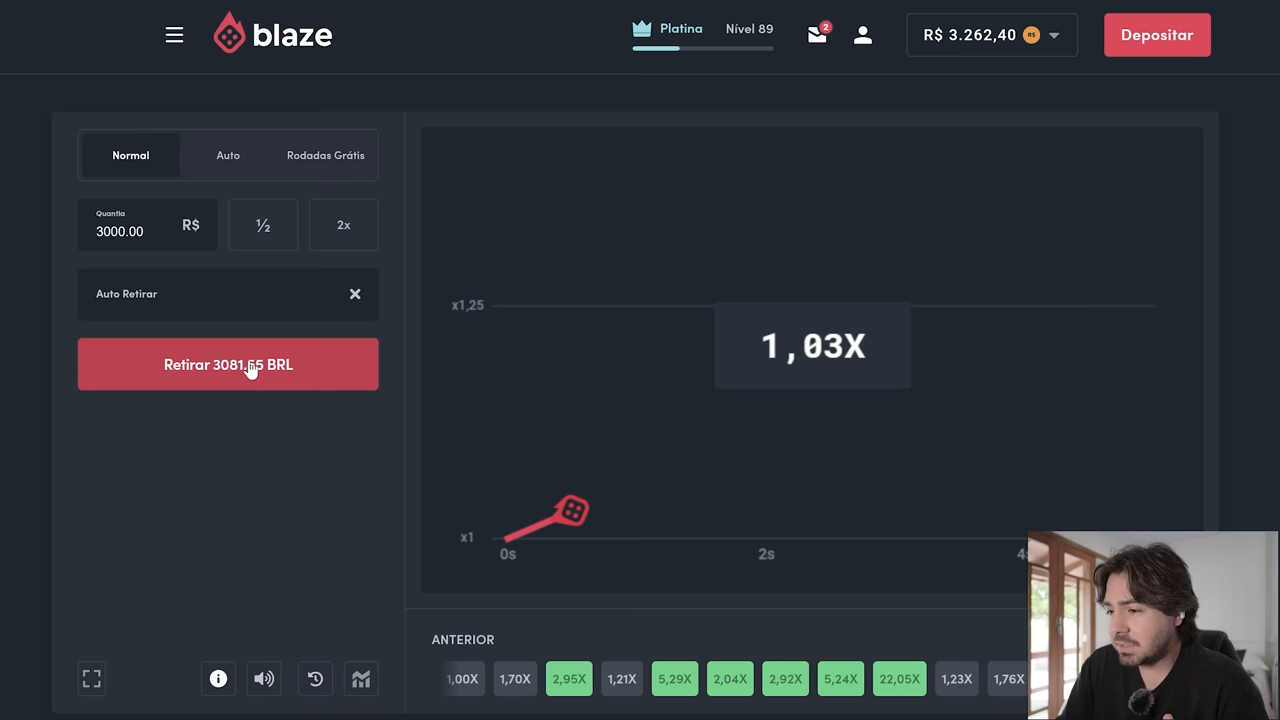 blaze
Platina
Nível 89
2
R$ 3.262,40
R$
Depositar
Normal
Auto
Rodadas Grátis
Quantia
3000.00
R$
½
2x
Auto Retirar
Retirar 3081.65 BRL
x1,25
1,03X
x1
0s
2s
ANTERIOR
1,00X
1,70X
2,95X
1,21X
5,29X
2,04X
2,92X
5,24X
22,05X
1,23X
1,76X